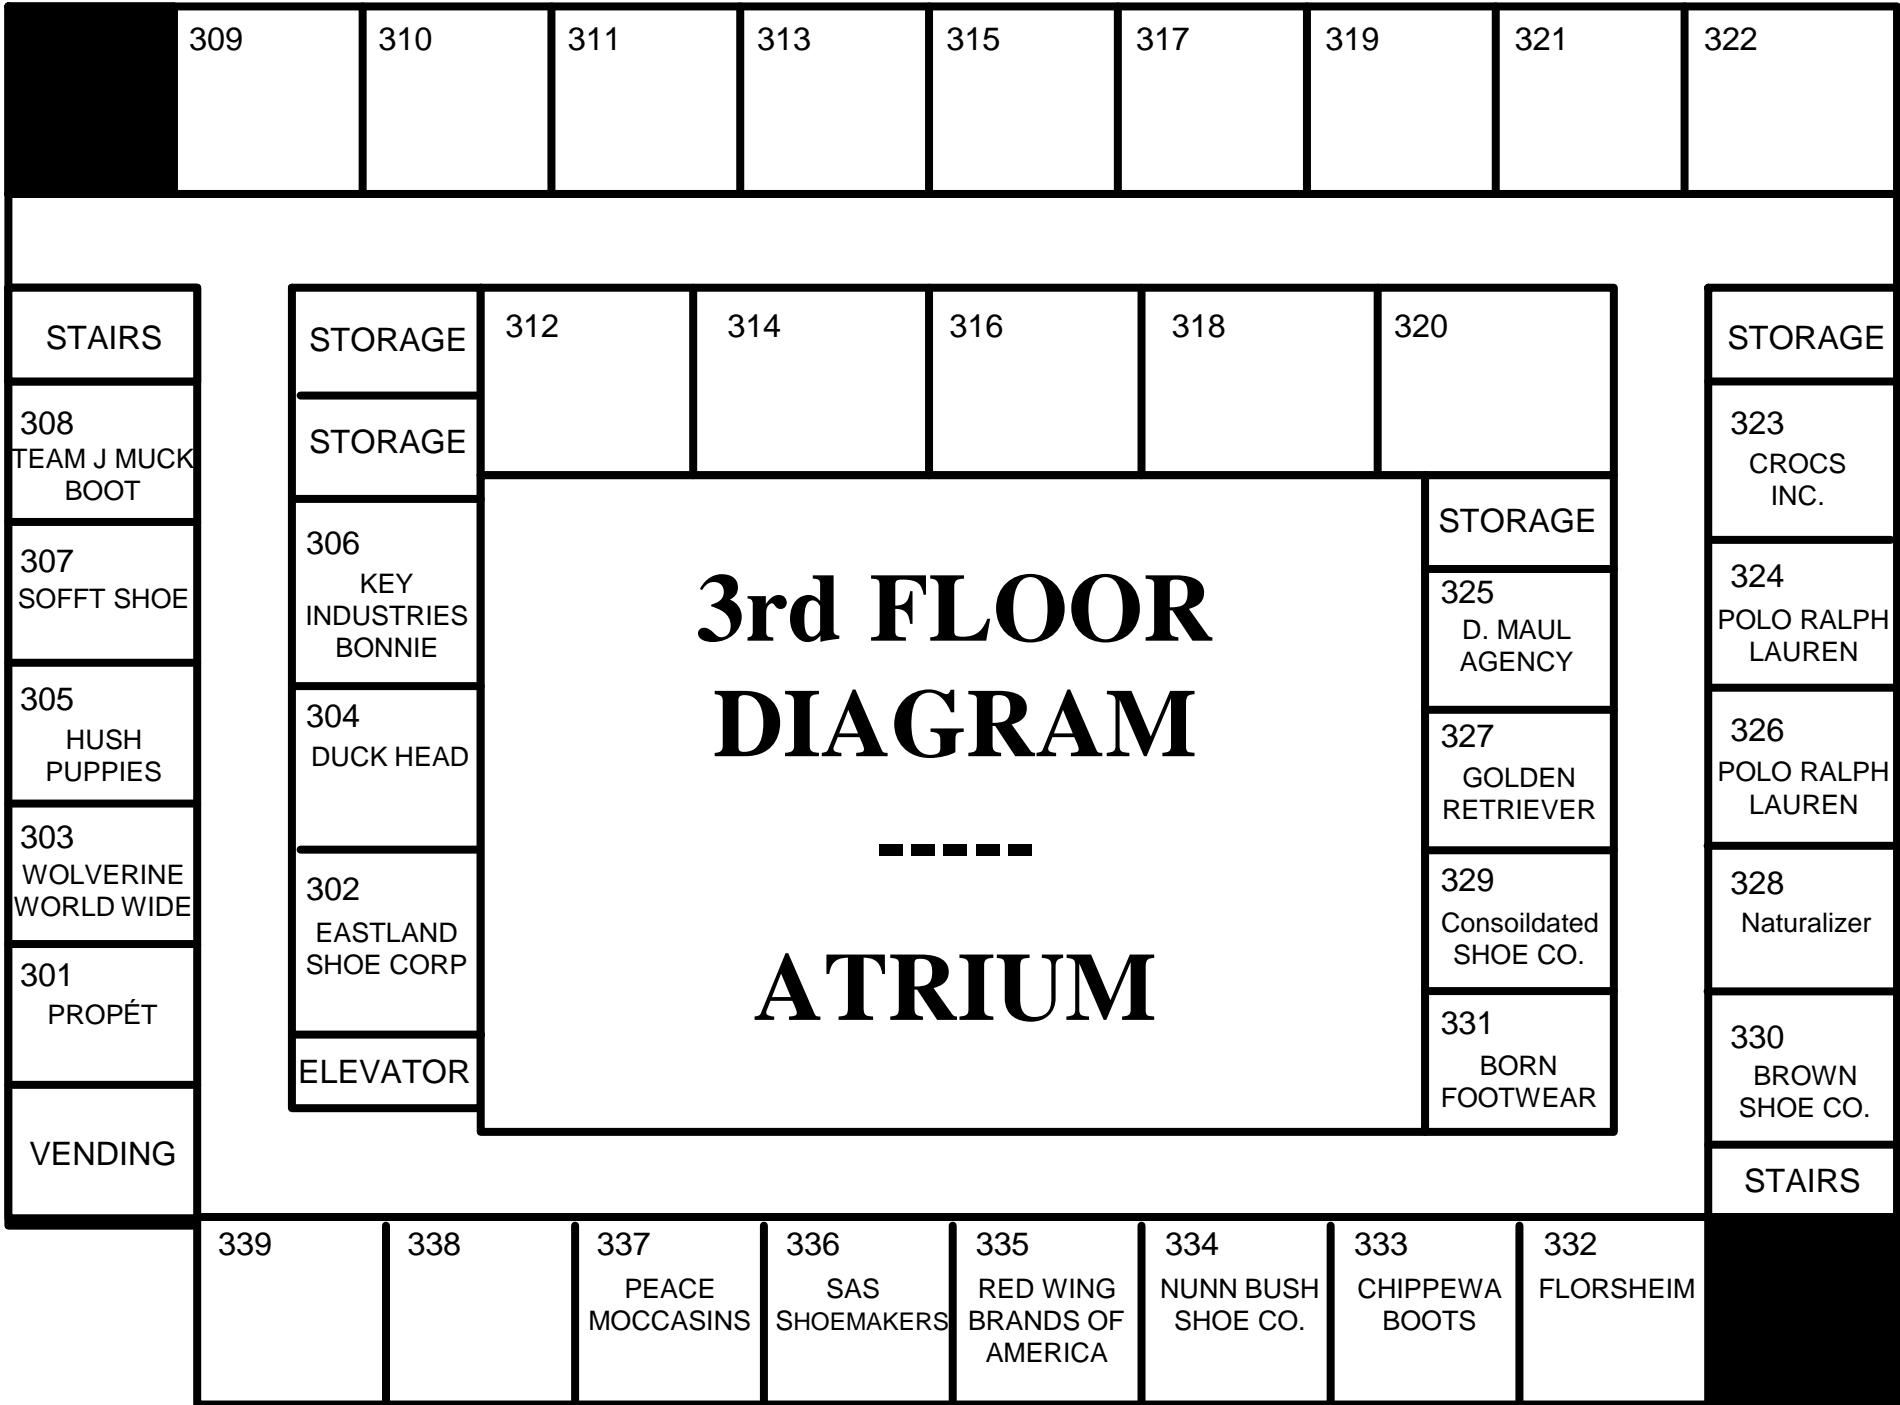 309
310
311
313
315
317
319
321
322
STAIRS
308
TEAM J MUCK
BOOT
307
SOFFT SHOE
305
HUSH
PUPPIES
303
WOLVERINE
WORLD WIDE
301
PROPÉT
VENDING
STORAGE
STORAGE
306
KEY
INDUSTRIES
BONNIE
304
DUCK HEAD
302
EASTLAND
SHOE CORP
ELEVATOR
312
314
316
318
320
3rd FLOOR
DIAGRAM
-----
ATRIUM
STORAGE
325
D. MAUL
AGENCY
327
GOLDEN
RETRIEVER
329
Consoildated
SHOE CO.
331
BORN
FOOTWEAR
STORAGE
323
CROCS
INC.
324
POLO RALPH
LAUREN
326
POLO RALPH
LAUREN
328
Naturalizer
330
BROWN
SHOE CO.
STAIRS
339
338
337
PEACE
MOCCASINS
336
SAS
SHOEMAKERS
335
RED WING
BRANDS OF
AMERICA
334
NUNN BUSH
SHOE CO.
333
CHIPPEWA
BOOTS
332
FLORSHEIM